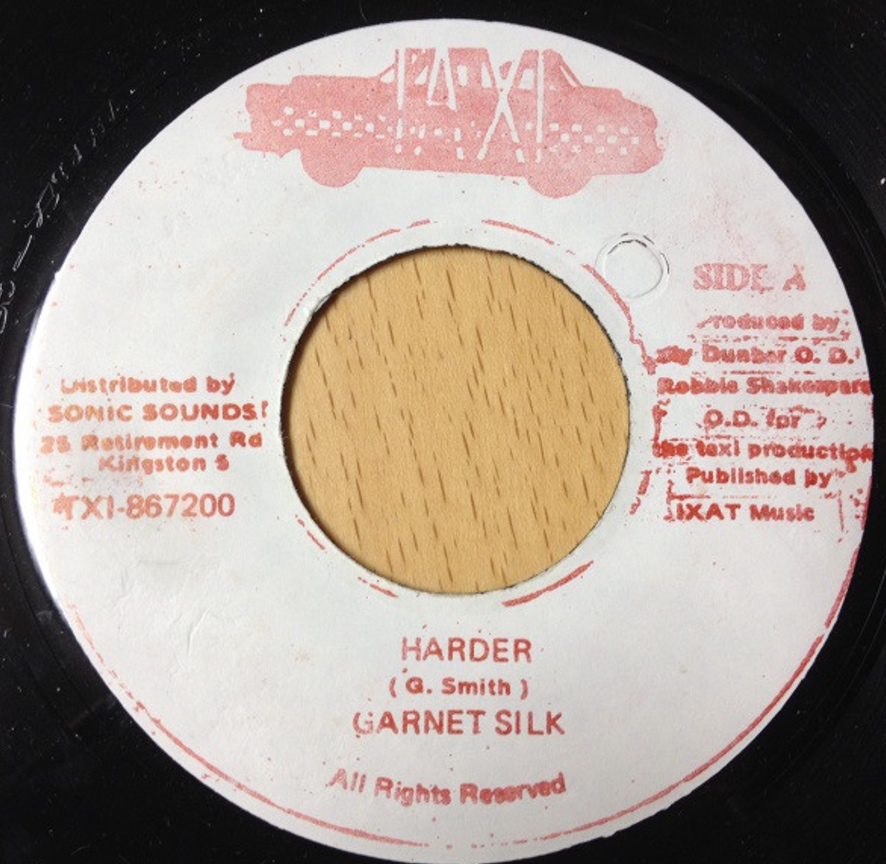 TAXI
SIDE A
Produced by
Sly Dunbar O. D.
Robbie Shakespeare
O.D. for
the taxi production
Published by
IXAT Music
Distributed by
SONIC SOUNDS
25 Retirement Rd
Kingston 5
TXI-867200
HARDER
( G. Smith )
GARNET SILK
All Rights Reserved